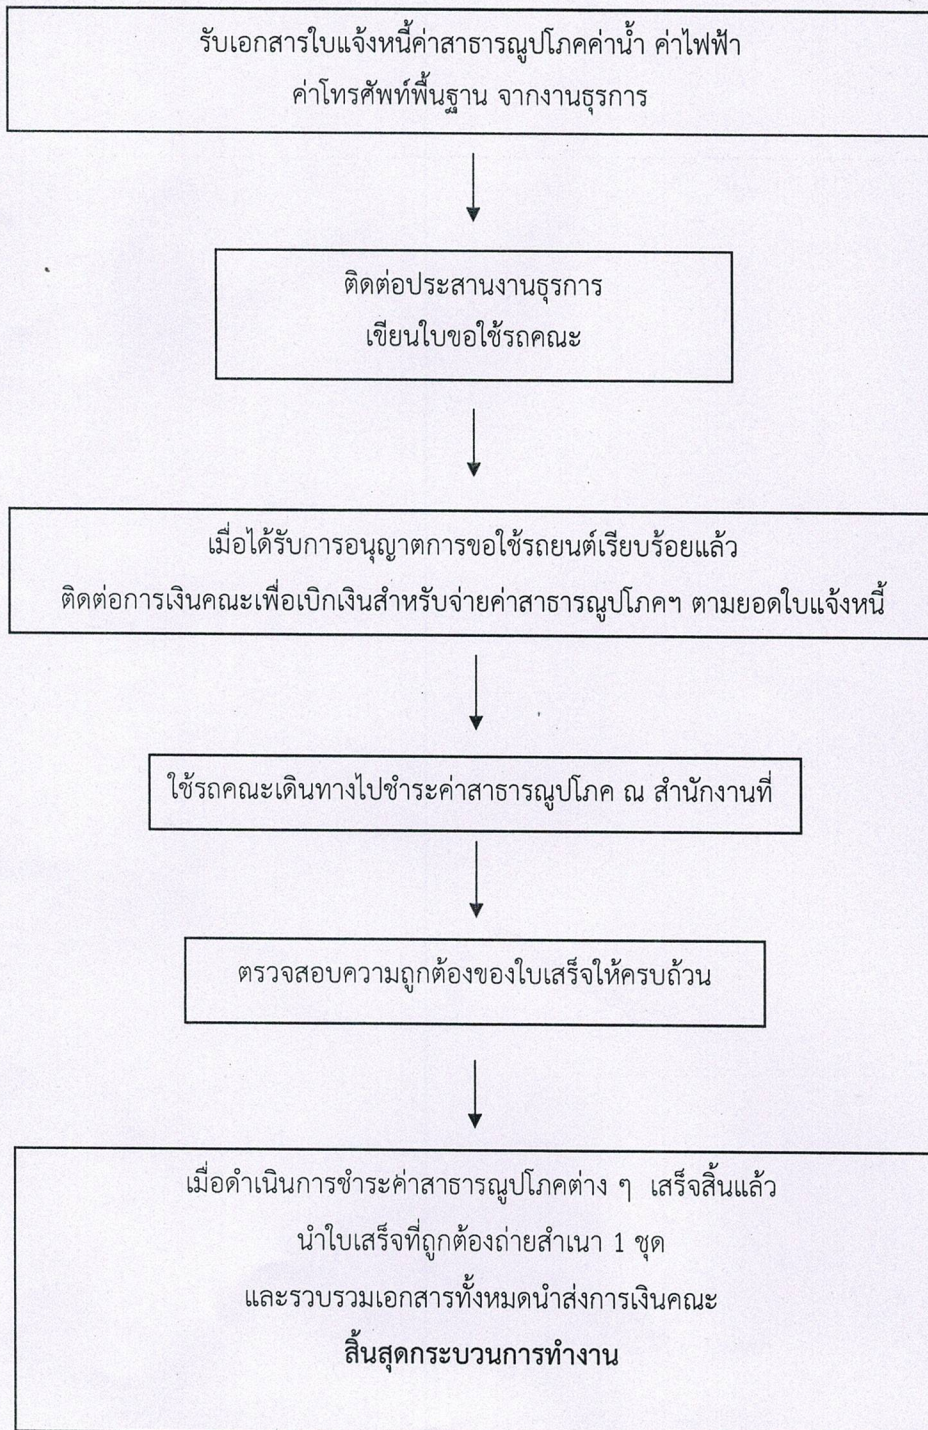 รับเอกสารใบแจ้งหนี้ค่าสาธารณูปโภคค่าน้ำ ค่าไฟฟ้า
ค่าโทรศัพท์พื้นฐาน จากงานธุรการ
ติดต่อประสานงานธุรการ
เขียนใบขอใช้รถคณะ
เมื่อได้รับการอนุญาตการขอใช้รถยนต์เรียบร้อยแล้ว
ติดต่อการเงินคณะเพื่อเบิกเงินสำหรับจ่ายค่าสาธารณูปโภคฯ ตามยอดใบแจ้งหนี้
ใช้รถคณะเดินทางไปชำระค่าสาธารณูปโภค ณ สำนักงานที่
ตรวจสอบความถูกต้องของใบเสร็จให้ครบถ้วน
เมื่อดำเนินการชำระค่าสาธารณูปโภคต่าง ๆ เสร็จสิ้นแล้ว
นำใบเสร็จที่ถูกต้องถ่ายสำเนา 1 ชุด
และรวบรวมเอกสารทั้งหมดนำส่งการเงินคณะ
สิ้นสุดกระบวนการทำงาน